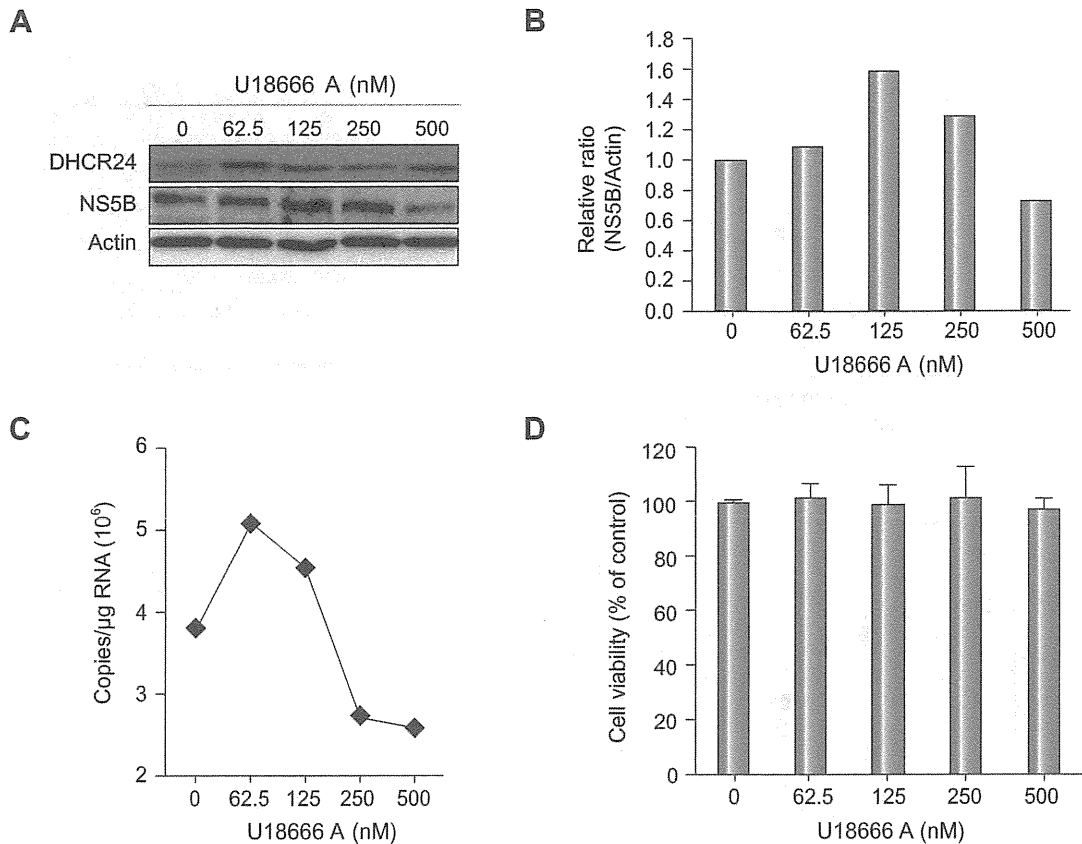 A
U18666 A (nM)
0 62.5 125 250 500
DHCR24
NS5B
Actin
B
Relative ratio
(NS5B/Actin)
1.8
1.6
1.4
1.2
1.0
0.8
0.6
0.4
0.2
0.0
0 62.5 125 250 500
U18666 A (nM)
C
Copies/µg RNA (10⁶)
6
5
4
3
2
0 62.5 125 250 500
U18666 A (nM)
D
Cell viability (% of control)
120
100
80
60
40
20
0
0 62.5 125 250 500
U18666 A (nM)